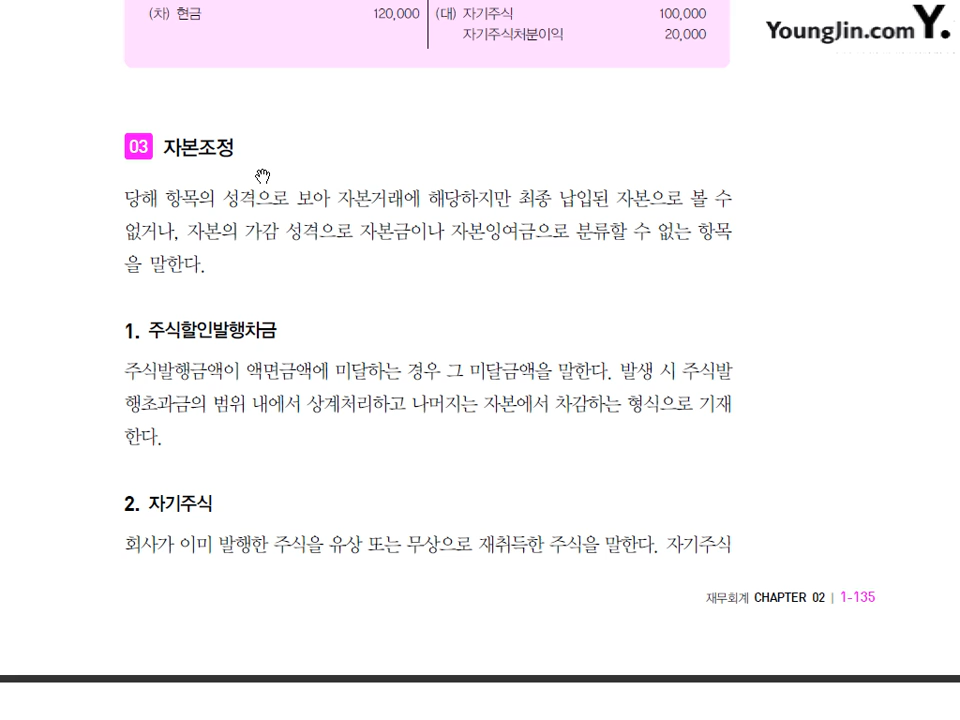 (차) 현금 120,000 (대) 자기주식 100,000
자기주식처분이익 20,000
YoungJin.com Y.
03 자본조정
당해 항목의 성격으로 보아 자본거래에 해당하지만 최종 납입된 자본으로 볼 수
없거나, 자본의 가감 성격으로 자본금이나 자본잉여금으로 분류할 수 없는 항목
을 말한다.
1. 주식할인발행차금
주식발행금액이 액면금액에 미달하는 경우 그 미달금액을 말한다. 발생 시 주식발
행초과금의 범위 내에서 상계처리하고 나머지는 자본에서 차감하는 형식으로 기재
한다.
2. 자기주식
회사가 이미 발행한 주식을 유상 또는 무상으로 재취득한 주식을 말한다. 자기주식
재무회계 CHAPTER 02 | 1-135